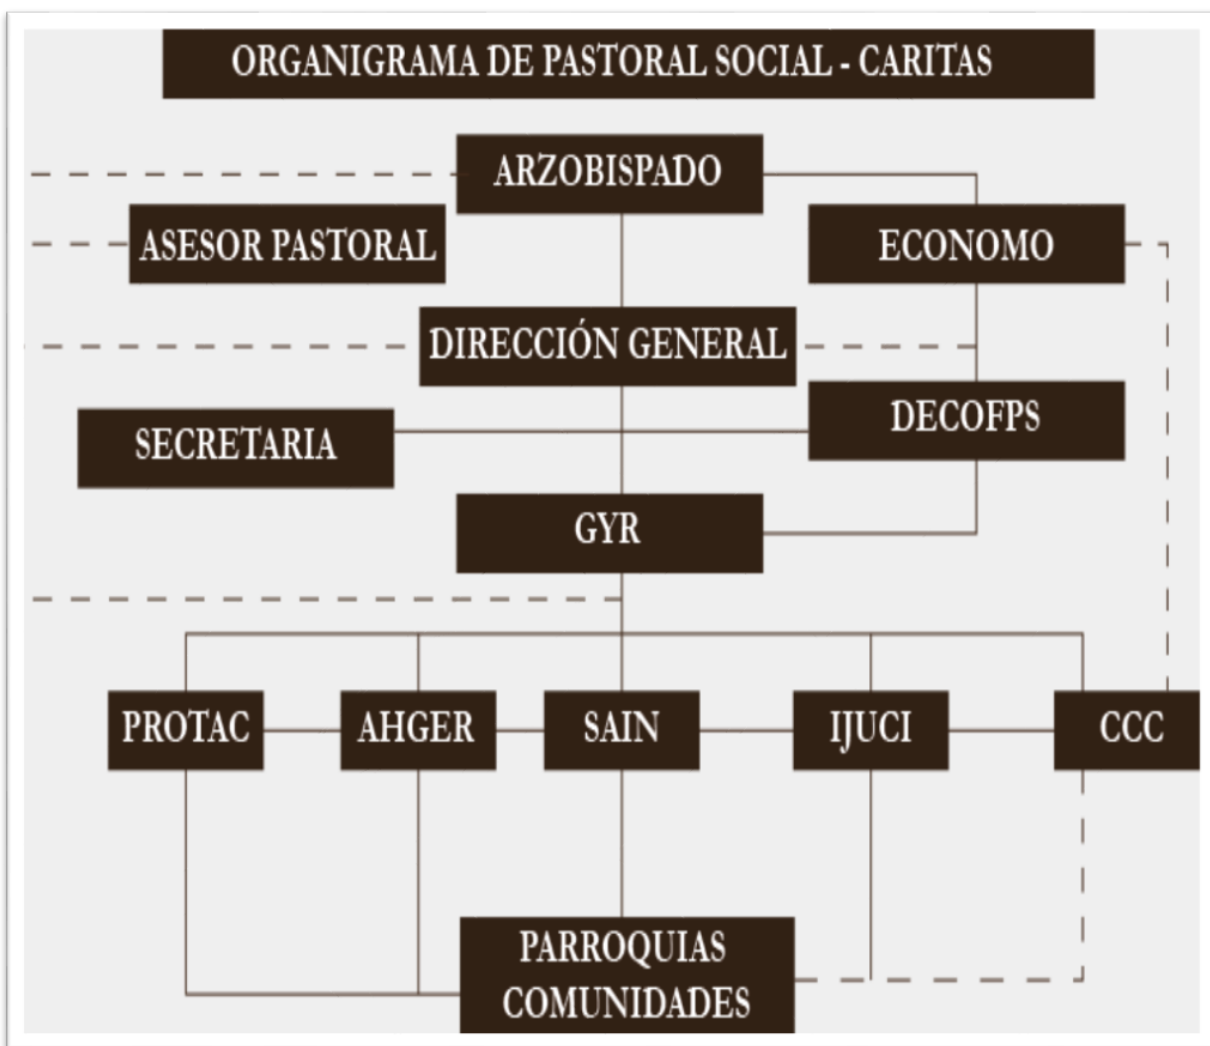 ORGANIGRAMA DE PASTORAL SOCIAL - CARITAS
ARZOBISPADO
ASESOR PASTORAL
ECONOMO
DIRECCIÓN GENERAL
SECRETARIA
DECOFPS
GYR
PROTAC
AHGER
SAIN
IJUCI
CCC
PARROQUIAS
COMUNIDADES